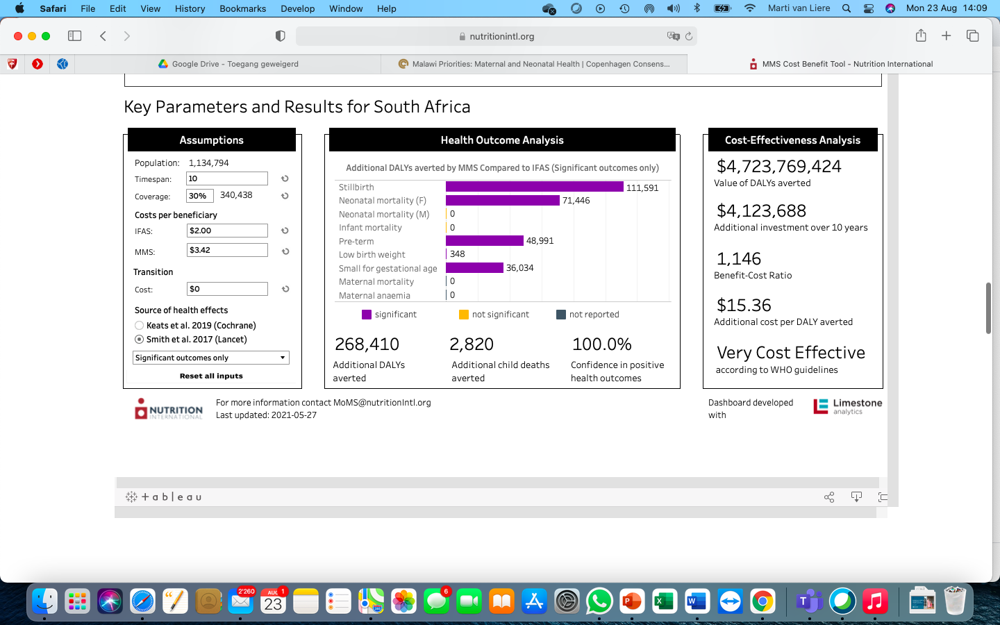 Safari File Edit View History Bookmarks Develop Window Help Marti van Liere Mon 23 Aug 14:09
nutritionintl.org
Google Drive – Toegang geweigerd
Malawi Priorities: Maternal and Neonatal Health | Copenhagen Consens...
MMS Cost Benefit Tool - Nutrition International
Key Parameters and Results for South Africa
Assumptions
Population: 1,134,794
Timespan: 10
Coverage: 30% 340,438
Costs per beneficiary
IFAS: $2.00
MMS: $3.42
Transition
Cost: $0
Source of health effects
Keats et al. 2019 (Cochrane)
Smith et al. 2017 (Lancet)
Significant outcomes only
Reset all inputs
Health Outcome Analysis
Additional DALYs averted by MMS Compared to IFAS (Significant outcomes only)
Stillbirth 111,591
Neonatal mortality (F) 71,446
Neonatal mortality (M) 0
Infant mortality 0
Pre-term 48,991
Low birth weight 348
Small for gestational age 36,034
Maternal mortality 0
Maternal anaemia 0
significant not significant not reported
268,410
Additional DALYs
averted
2,820
Additional child deaths
averted
100.0%
Confidence in positive
health outcomes
Cost-Effectiveness Analysis
$4,723,769,424
Value of DALYs averted
$4,123,688
Additional investment over 10 years
1,146
Benefit-Cost Ratio
$15.36
Additional cost per DALY averted
Very Cost Effective
according to WHO guidelines
NUTRITION
INTERNATIONAL
For more information contact MoMS@nutritionIntl.org
Last updated: 2021-05-27
Dashboard developed
with
Limestone
analytics
+ableau
2'260
AUG 1
23
6